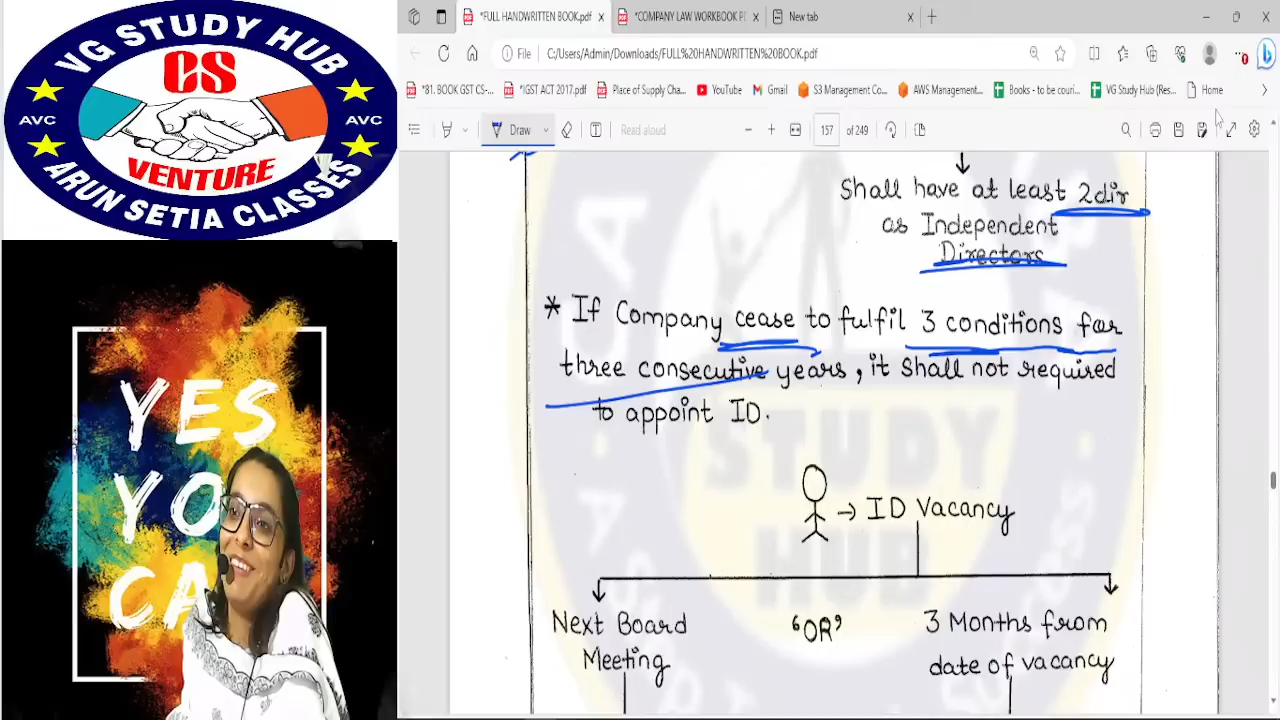 VG STUDY HUB
CS
AVC
AVC
VENTURE
ARUN SETIA CLASSES
YES
YO
CA
*FULL HANDWRITTEN BOOK.pdf
*COMPANY LAW WORKBOOK P
New tab
File
C:/Users/Admin/Downloads/FULL%20HANDWRITTEN%20BOOK.pdf
*81. BOOK GST CS-...
*IGST ACT 2017.pdf
Place of Supply Cha...
YouTube
Gmail
S3 Management Co...
AWS Management...
Books - to be couri...
VG Study Hub (Res...
Home
Draw
Read aloud
157
of 249
Shall have at least 2dir
as Independent
Directors
* If Company cease to fulfil 3 conditions for
three consecutive years, it shall not required
to appoint ID.
→ ID Vacancy
Next Board
Meeting
'OR'
3 Months from
date of vacancy
STUDY
HUB